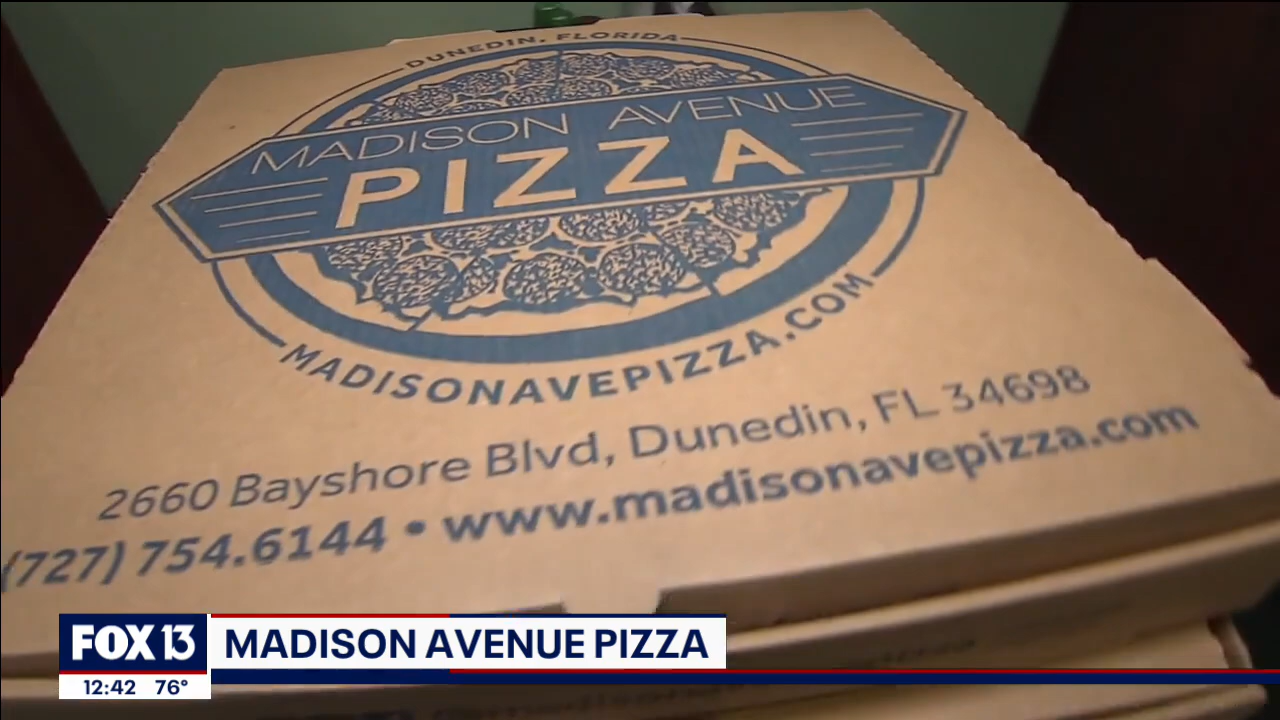 DUNEDIN, FLORIDA
MADISON AVENUE
PIZZA
MADISONAVEPIZZA.COM
2660 Bayshore Blvd, Dunedin, FL 34698
(727) 754.6144 • www.madisonavepizza.com
FOX 13 MADISON AVENUE PIZZA
12:42 76°